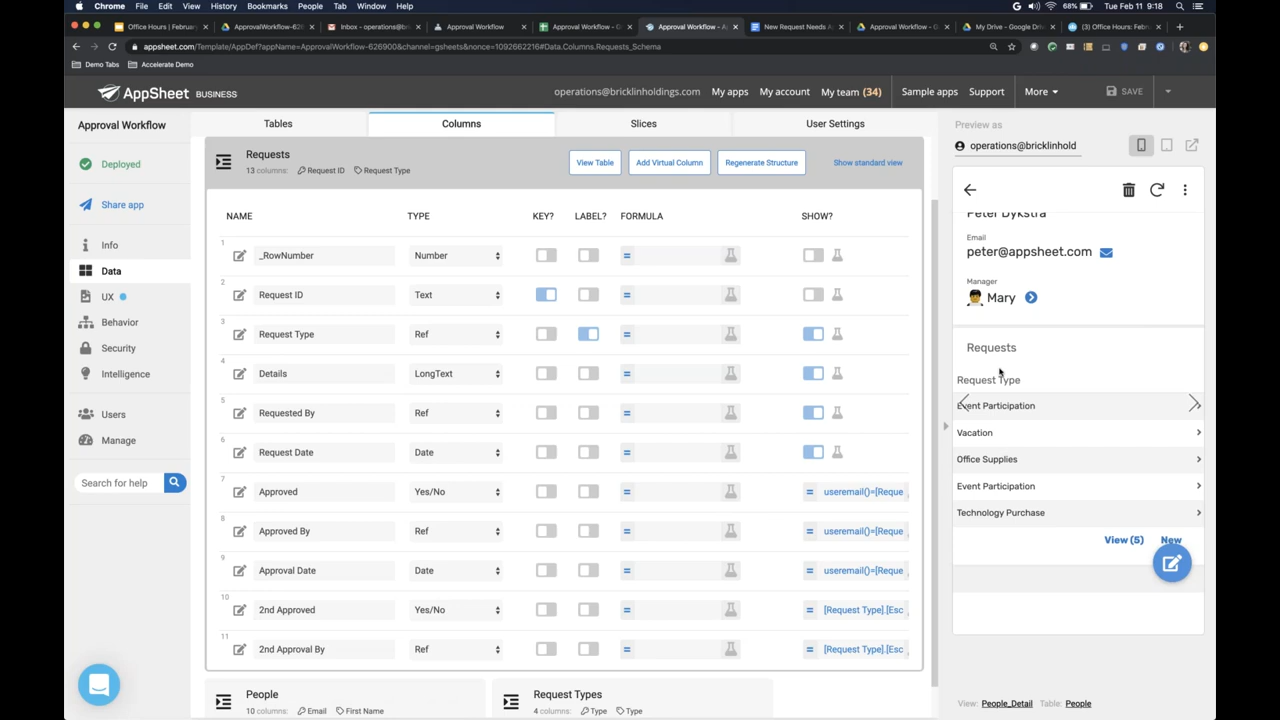 Chrome File Edit View History Bookmarks People Tab Window Help 68% Tue Feb 11 9:18
Office Hours | February ApprovalWorkflow-626 Inbox - operations@bric Approval Workflow Approval Workflow - G Approval Workflow - A New Request Needs A Approval Workflow - G My Drive - Google Driv (3) Office Hours: Febr
appsheet.com/Template/AppDef?appName=ApprovalWorkflow-626900&channel=gsheets&nonce=1092662216#Data.Columns.Requests_Schema
Demo Tabs Accelerate Demo
AppSheet BUSINESS operations@bricklinholdings.com My apps My account My team (34) Sample apps Support More SAVE
Approval Workflow
Deployed
Share app
Info
Data
UX
Behavior
Security
Intelligence
Users
Manage
Search for help
Tables Columns Slices User Settings
Requests
13 columns: Request ID Request Type
View Table Add Virtual Column Regenerate Structure Show standard view
NAME TYPE KEY? LABEL? FORMULA SHOW?
1 _RowNumber Number =
2 Request ID Text =
3 Request Type Ref =
4 Details LongText =
5 Requested By Ref =
6 Request Date Date =
7 Approved Yes/No = = useremail()=[Reque
8 Approved By Ref = = useremail()=[Reque
9 Approval Date Date = = useremail()=[Reque
10 2nd Approved Yes/No = = [Request Type].[Esc
11 2nd Approval By Ref = = [Request Type].[Esc
People
10 columns: Email First Name
Request Types
4 columns: Type Type
Preview as
operations@bricklinhold
Peter Dykstra
Email
peter@appsheet.com
Manager
Mary
Requests
Request Type
Event Participation
Vacation
Office Supplies
Event Participation
Technology Purchase
View (5) New
View: People_Detail Table: People